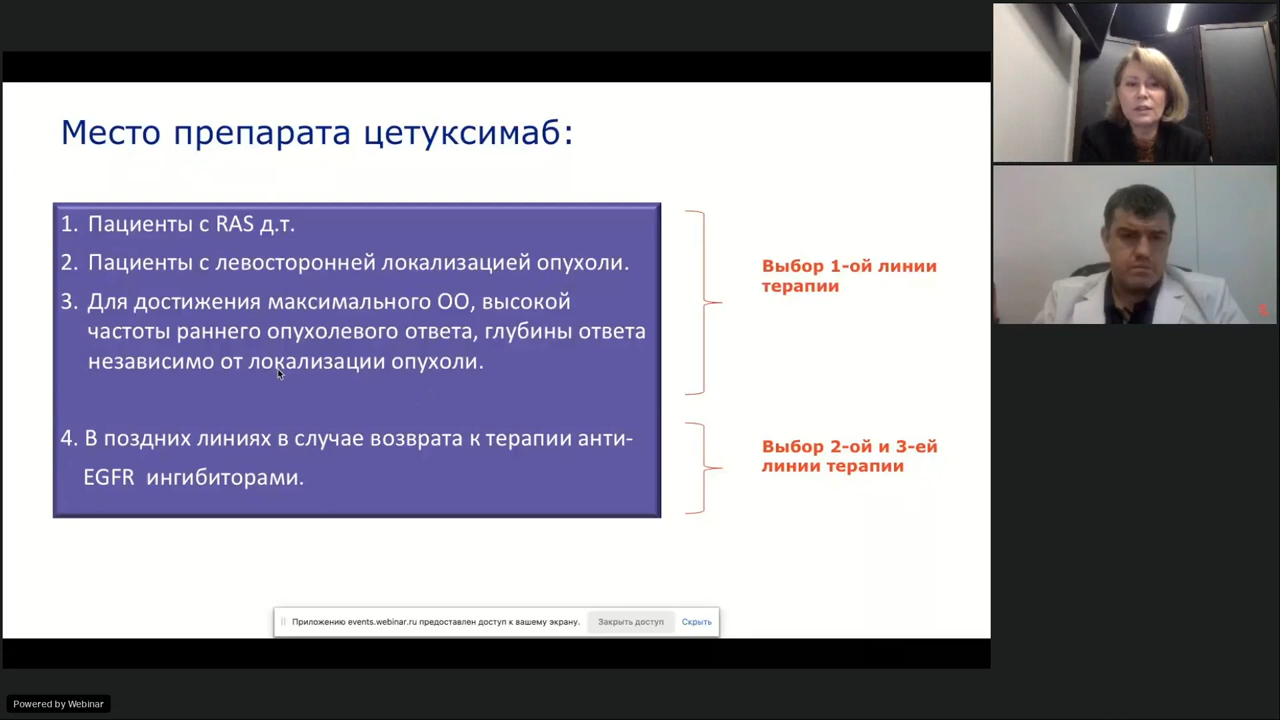 Место препарата цетуксимаб:
1. Пациенты с RAS д.т.
2. Пациенты с левосторонней локализацией опухоли.
3. Для достижения максимального ОО, высокой
частоты раннего опухолевого ответа, глубины ответа
независимо от локализации опухоли.
4. В поздних линиях в случае возврата к терапии анти-
EGFR ингибиторами.
Выбор 1-ой линии
терапии
Выбор 2-ой и 3-ей
линии терапии
Приложению events.webinar.ru предоставлен доступ к вашему экрану.
Закрыть доступ
Скрыть
Powered by Webinar